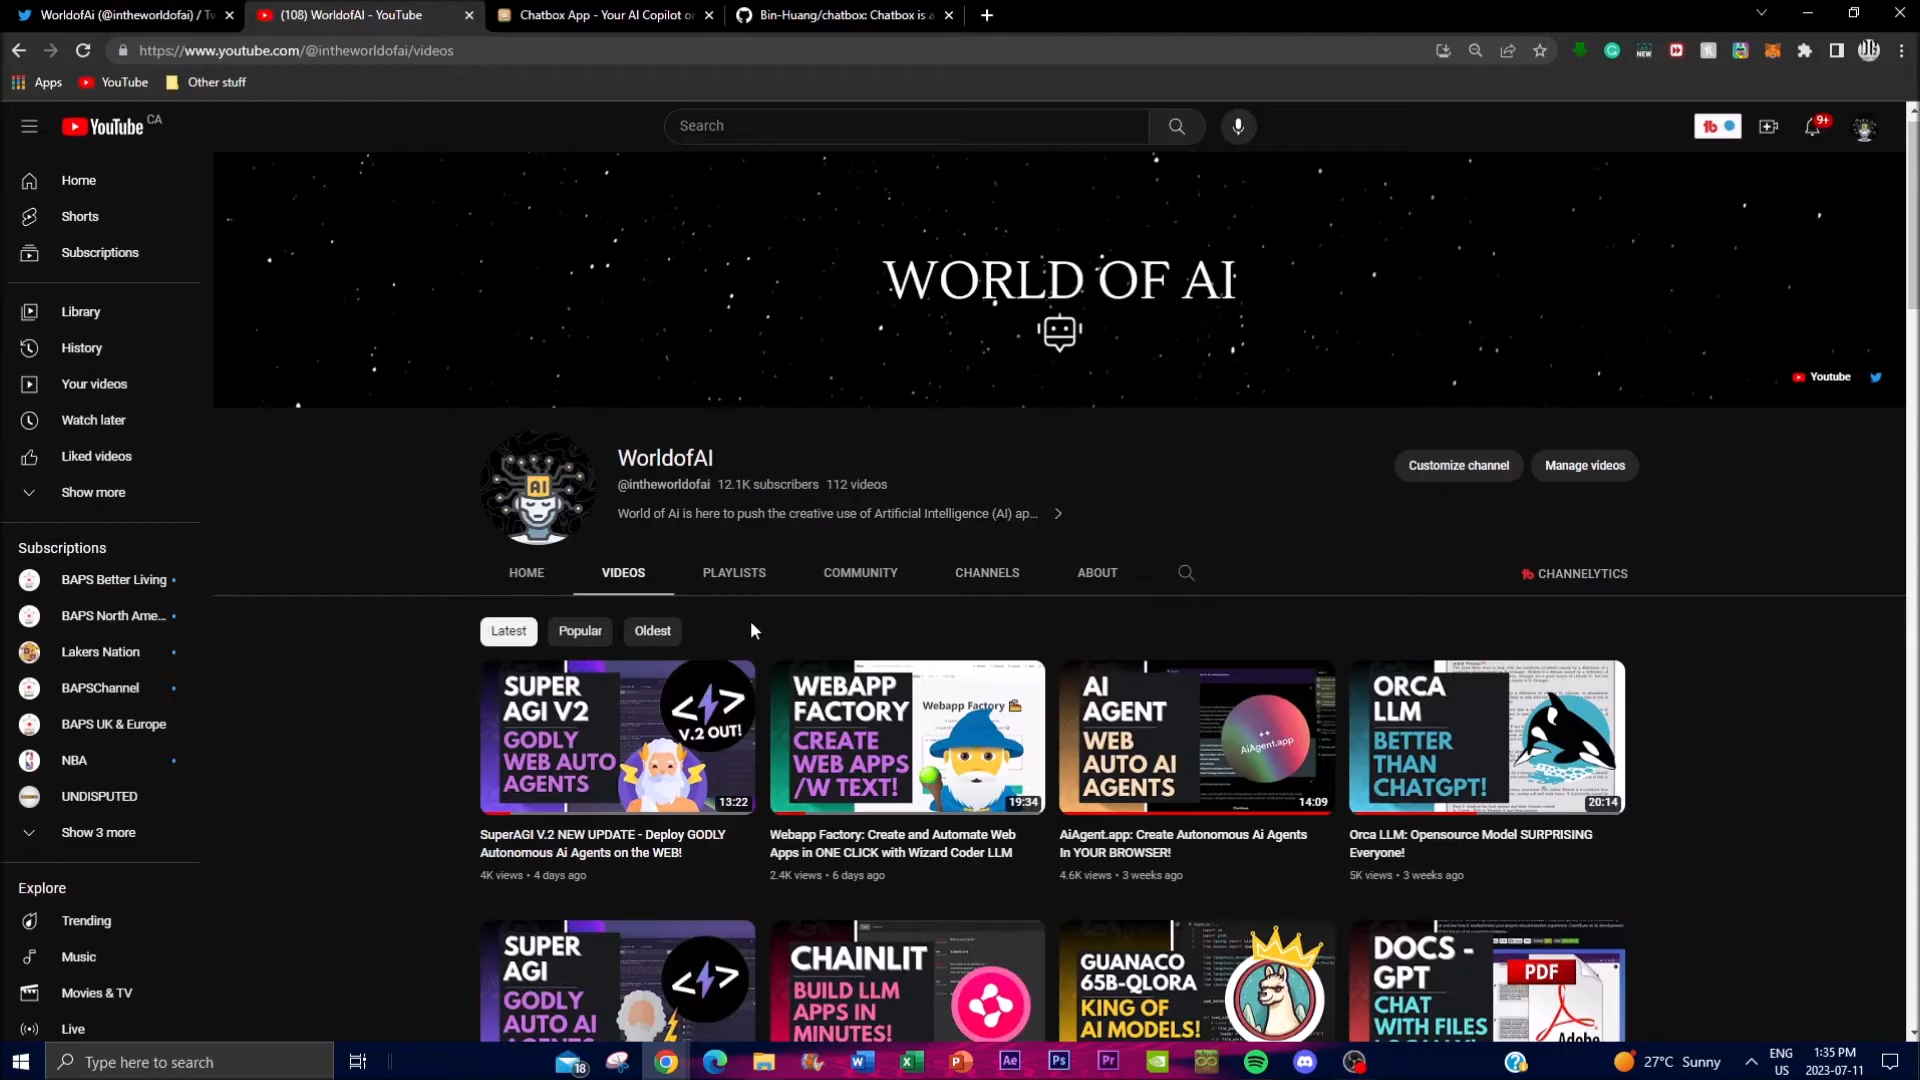 WorldofAi (@intheworldofai) / Tw
(108) WorldofAI - YouTube
Chatbox App - Your AI Copilot or
Bin-Huang/chatbox: Chatbox is a
https://www.youtube.com/@intheworldofai/videos
NEW
Apps
YouTube
Other stuff
YouTube CA
Search
9+
Home
Shorts
Subscriptions
Library
History
Your videos
Watch later
Liked videos
Show more
Subscriptions
BAPS Better Living
BAPS North Ame...
Lakers Nation
BAPSChannel
BAPS UK & Europe
NBA
UNDISPUTED
Show 3 more
Explore
Trending
Music
Movies & TV
Live
WORLD OF AI
Youtube
AI
WorldofAI
@intheworldofai 12.1K subscribers 112 videos
World of Ai is here to push the creative use of Artificial Intelligence (AI) ap...
Customize channel
Manage videos
HOME
VIDEOS
PLAYLISTS
COMMUNITY
CHANNELS
ABOUT
CHANNELYTICS
Latest
Popular
Oldest
SUPER
AGI V2
GODLY
WEB AUTO
AGENTS
</>
V.2 OUT!
13:22
SuperAGI V.2 NEW UPDATE - Deploy GODLY
Autonomous Ai Agents on the WEB!
4K views • 4 days ago
WEBAPP
FACTORY
CREATE
WEB APPS
/W TEXT!
Webapp Factory
19:34
Webapp Factory: Create and Automate Web
Apps in ONE CLICK with Wizard Coder LLM
2.4K views • 6 days ago
AI
AGENT
WEB
AUTO AI
AGENTS
AiAgent.app
14:09
AiAgent.app: Create Autonomous Ai Agents
In YOUR BROWSER!
4.6K views • 3 weeks ago
ORCA
LLM
BETTER
THAN
CHATGPT!
20:14
Orca LLM: Opensource Model SURPRISING
Everyone!
5K views • 3 weeks ago
SUPER
AGI
GODLY
AUTO AI
</>
CHAINLIT
BUILD LLM
APPS IN
MINUTES!
GUANACO
65B-QLORA
KING OF
AI MODELS!
DOCS -
GPT
CHAT
WITH FILES
PDF
Adobe
Type here to search
18
27°C Sunny
ENG
US
1:35 PM
2023-07-11